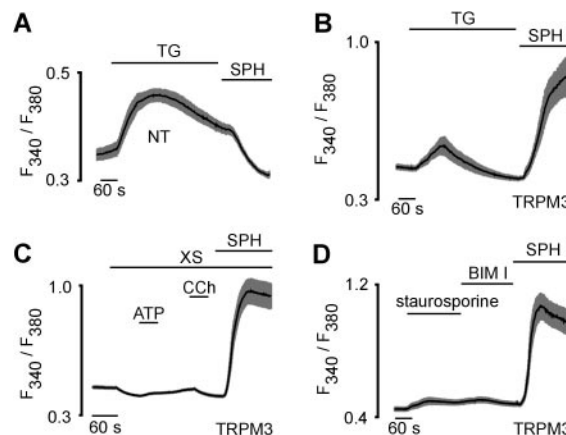 A
TG
SPH
0.5
F340 / F380
NT
0.3
60 s
B
TG
SPH
1.0
F340 / F380
0.3
60 s
TRPM3
C
SPH
XS
CCh
ATP
1.0
F340 / F380
0.3
60 s
TRPM3
D
SPH
BIM I
staurosporine
1.2
F340 / F380
0.4
60 s
TRPM3